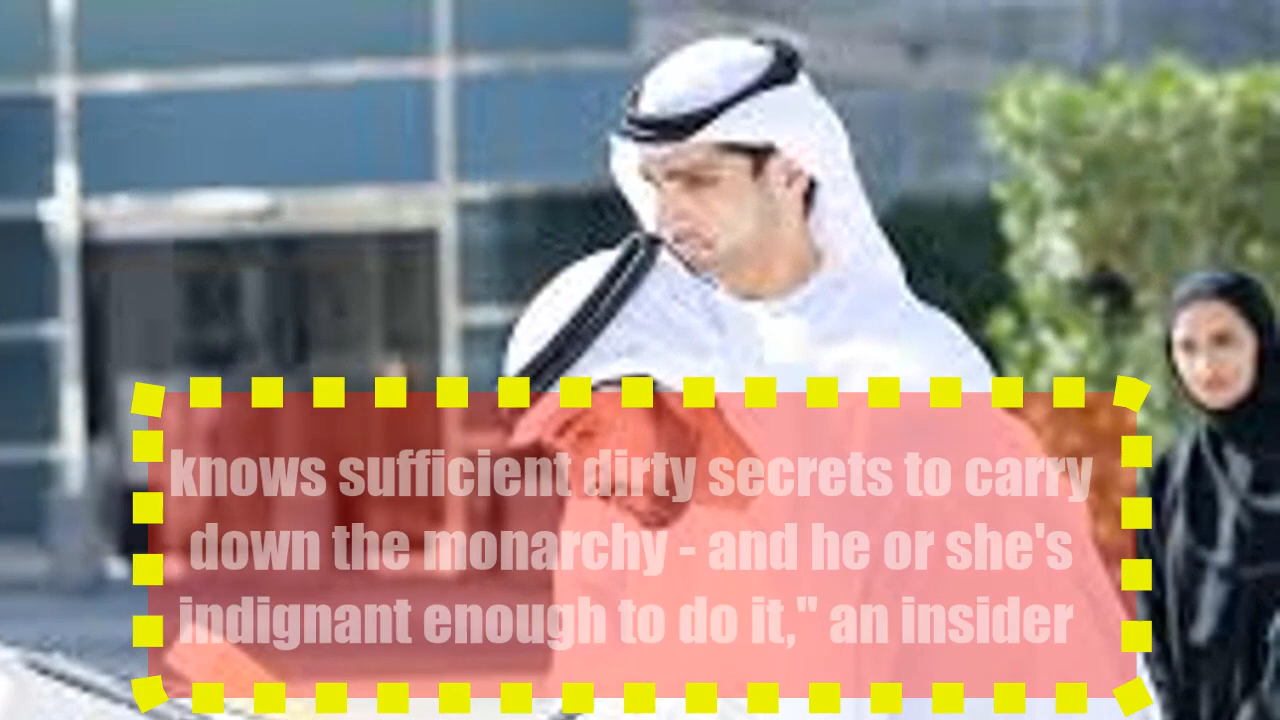 knows sufficient dirty secrets to carry
down the monarchy - and he or she's
indignant enough to do it," an insider